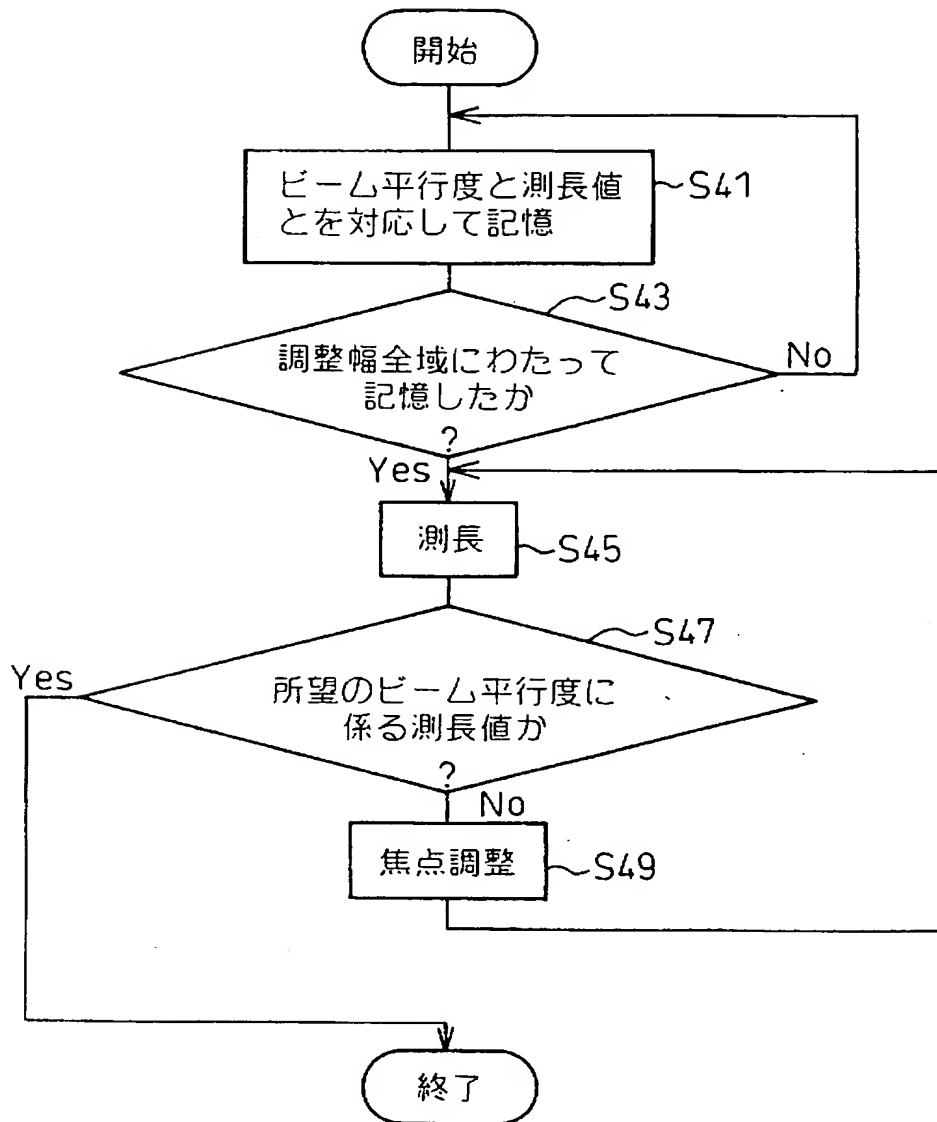 開始
ビーム平行度と測長値
とを対応して記憶
S41
S43
調整幅全域にわたって
記憶したか
?
No
Yes
測長
S45
S47
Yes
所望のビーム平行度に
係る測長値か
?
No
焦点調整
S49
終了